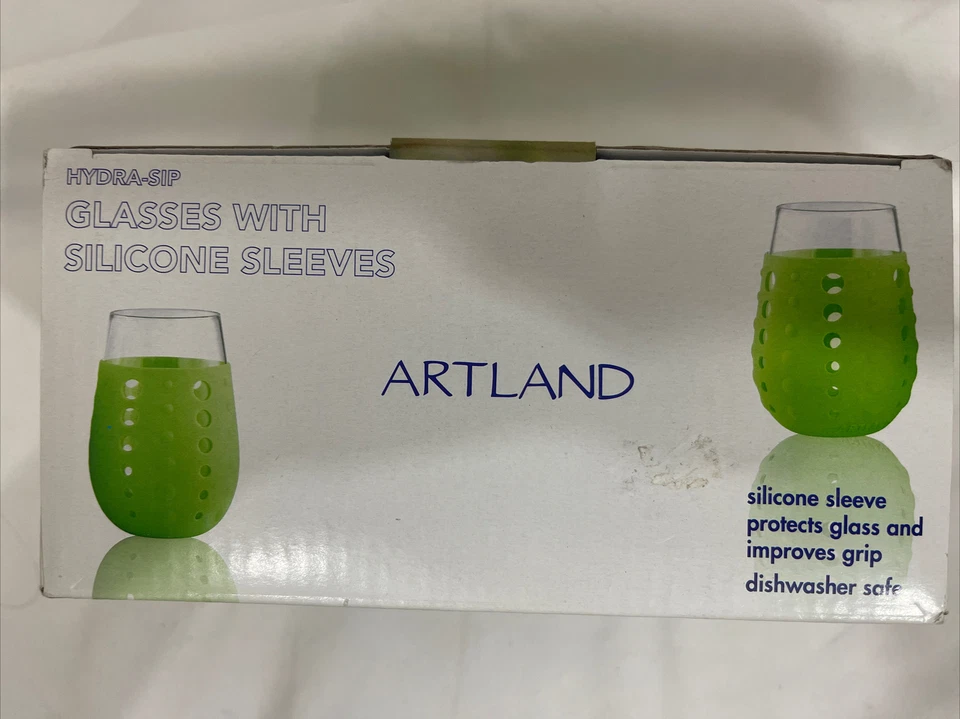 HYDRA-SIP
GLASSES WITH
SILICONE SLEEVES
ARTLAND
silicone sleeve
protects glass and
improves grip
dishwasher safe